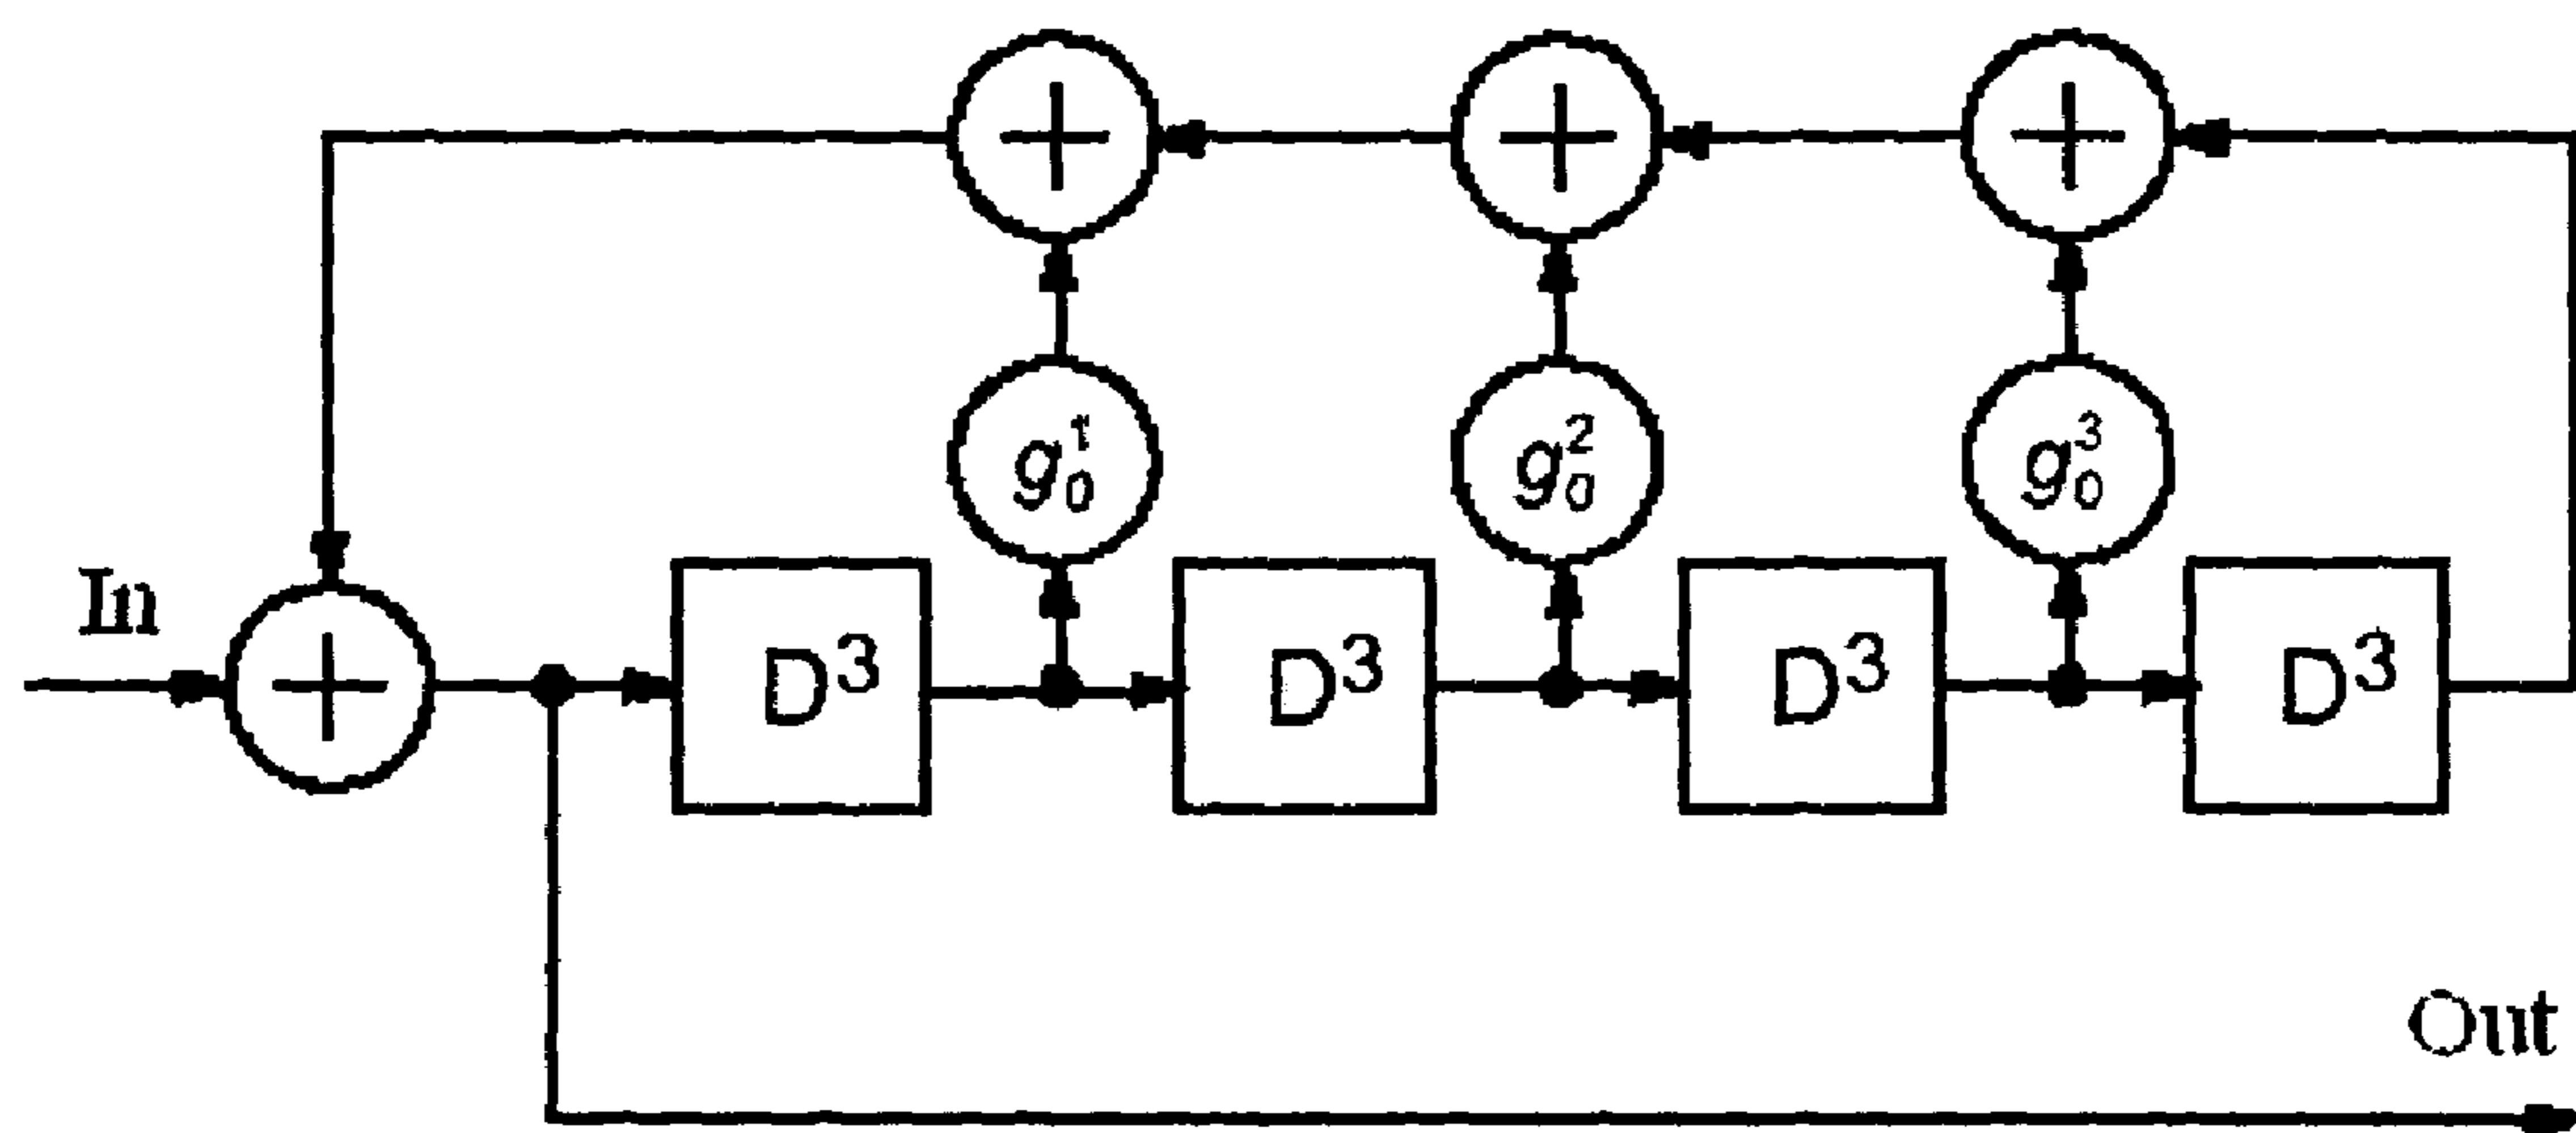 + + +
g₀¹ g₀² g₀³
In
+ D³ D³ D³ D³
Out